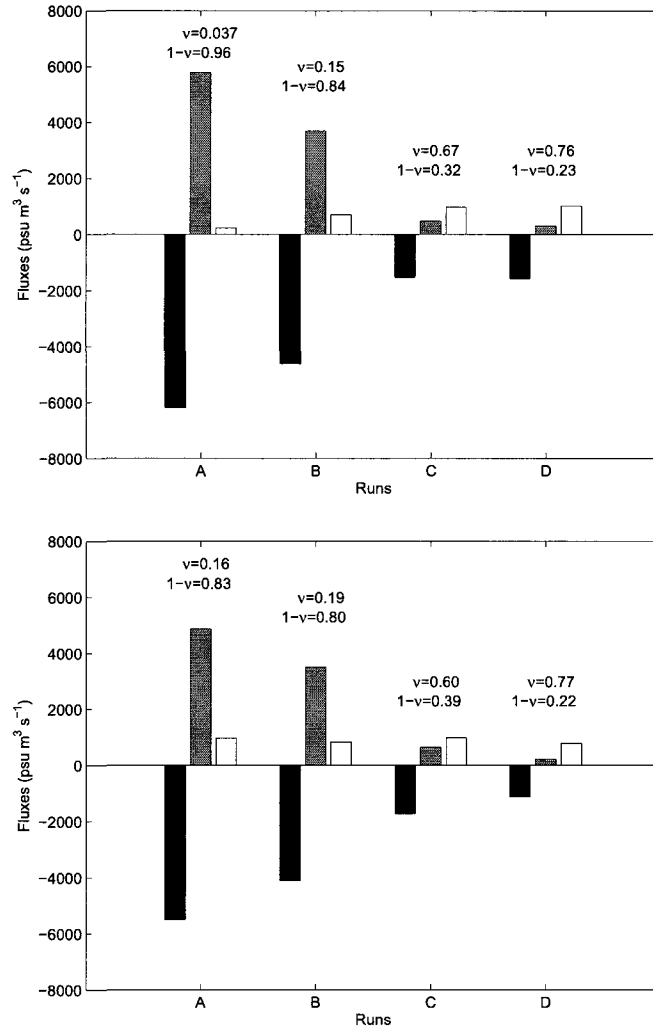 8000
6000
4000
2000
0
−2000
−4000
−6000
−8000
Fluxes (psu m³ s⁻¹)
ν=0.037
1−ν=0.96
ν=0.15
1−ν=0.84
ν=0.67
1−ν=0.32
ν=0.76
1−ν=0.23
A B C D
Runs
8000
6000
4000
2000
0
−2000
−4000
−6000
−8000
Fluxes (psu m³ s⁻¹)
ν=0.16
1−ν=0.83
ν=0.19
1−ν=0.80
ν=0.60
1−ν=0.39
ν=0.77
1−ν=0.22
A B C D
Runs